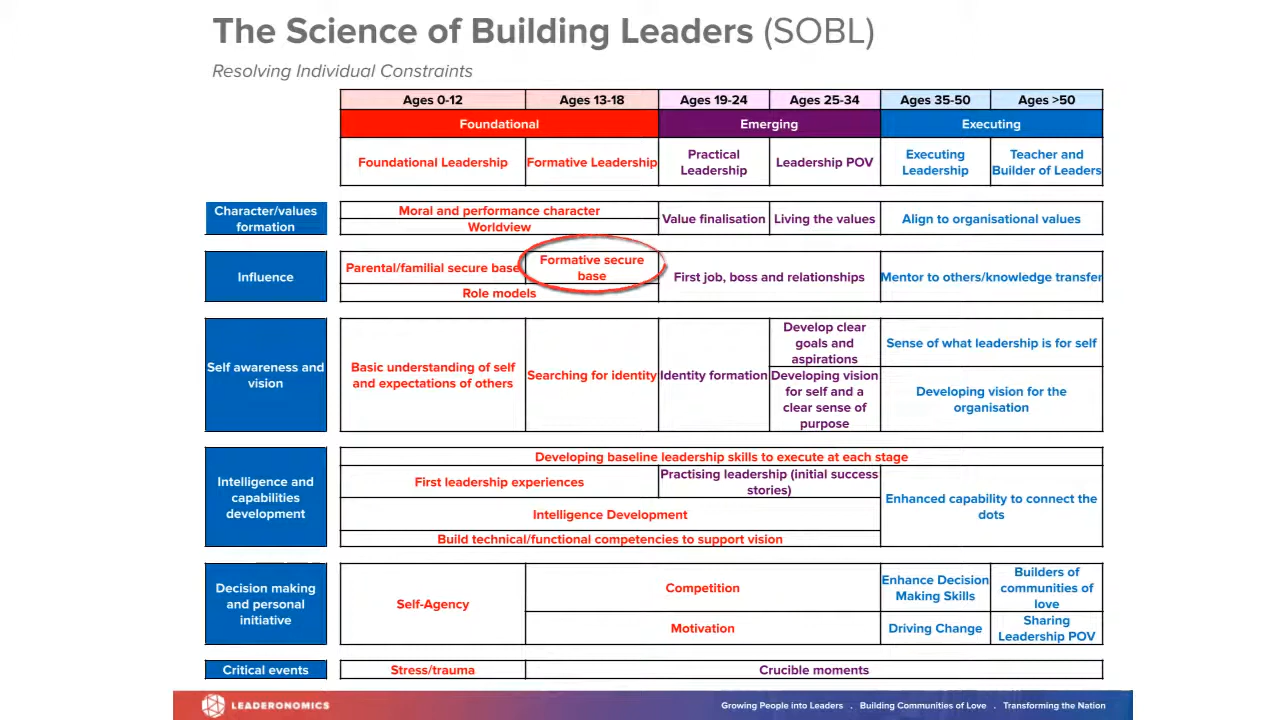 The Science of Building Leaders (SOBL)
Resolving Individual Constraints
Ages 0-12
Ages 13-18
Ages 19-24
Ages 25-34
Ages 35-50
Ages >50
Foundational
Emerging
Executing
Foundational Leadership
Formative Leadership
Practical
Leadership
Leadership POV
Executing
Leadership
Teacher and
Builder of Leaders
Character/values
formation
Moral and performance character
Worldview
Value finalisation
Living the values
Align to organisational values
Influence
Parental/familial secure base
Formative secure
base
Role models
First job, boss and relationships
Mentor to others/knowledge transfer
Self awareness and
vision
Basic understanding of self
and expectations of others
Searching for identity
Identity formation
Develop clear
goals and
aspirations
Developing vision
for self and a
clear sense of
purpose
Sense of what leadership is for self
Developing vision for the
organisation
Intelligence and
capabilities
development
Developing baseline leadership skills to execute at each stage
First leadership experiences
Practising leadership (initial success
stories)
Intelligence Development
Build technical/functional competencies to support vision
Enhanced capability to connect the
dots
Decision making
and personal
initiative
Self-Agency
Competition
Motivation
Enhance Decision
Making Skills
Driving Change
Builders of
communities of
love
Sharing
Leadership POV
Critical events
Stress/trauma
Crucible moments
LEADERONOMICS
Growing People into Leaders . Building Communities of Love . Transforming the Nation